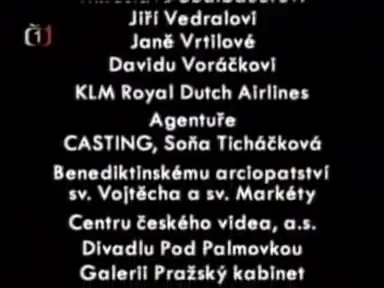 Jiří Vedralovi
Janě Vrtilové
Davidu Voráčkovi
KLM Royal Dutch Airlines
Agentuře
CASTING, Soňa Ticháčková
Benediktinskému arciopatství
sv. Vojtěcha a sv. Markéty
Centru českého videa, a.s.
Divadlu Pod Palmovkou
Galerii Pražský kabinet